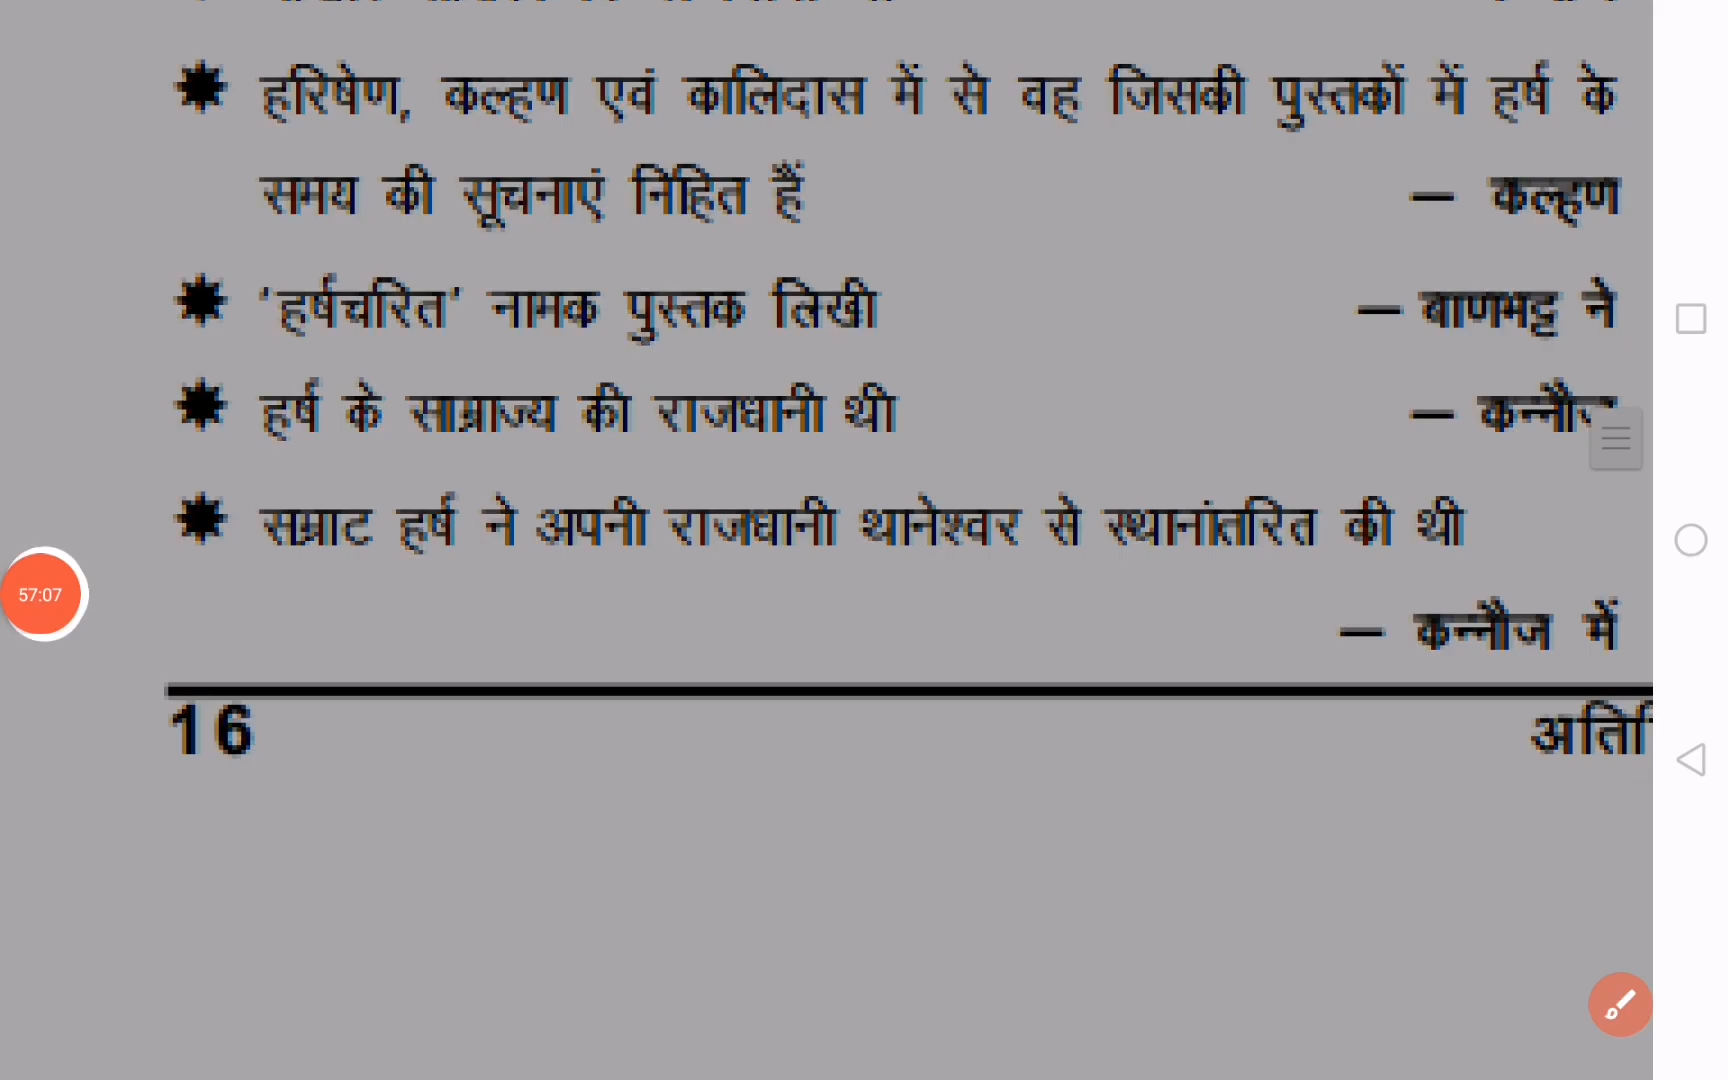 ✸ हरिषेण, कल्हण एवं कालिदास में से वह जिसकी पुस्तकों में हर्ष के
समय की सूचनाएं निहित हैं — कल्हण
✸ 'हर्षचरित' नामक पुस्तक लिखी — बाणभट्ट ने
✸ हर्ष के साम्राज्य की राजधानी थी —
✸ सम्राट हर्ष ने अपनी राजधानी थानेश्वर से स्थानांतरित की थी
57:07
— कन्नौज में
16